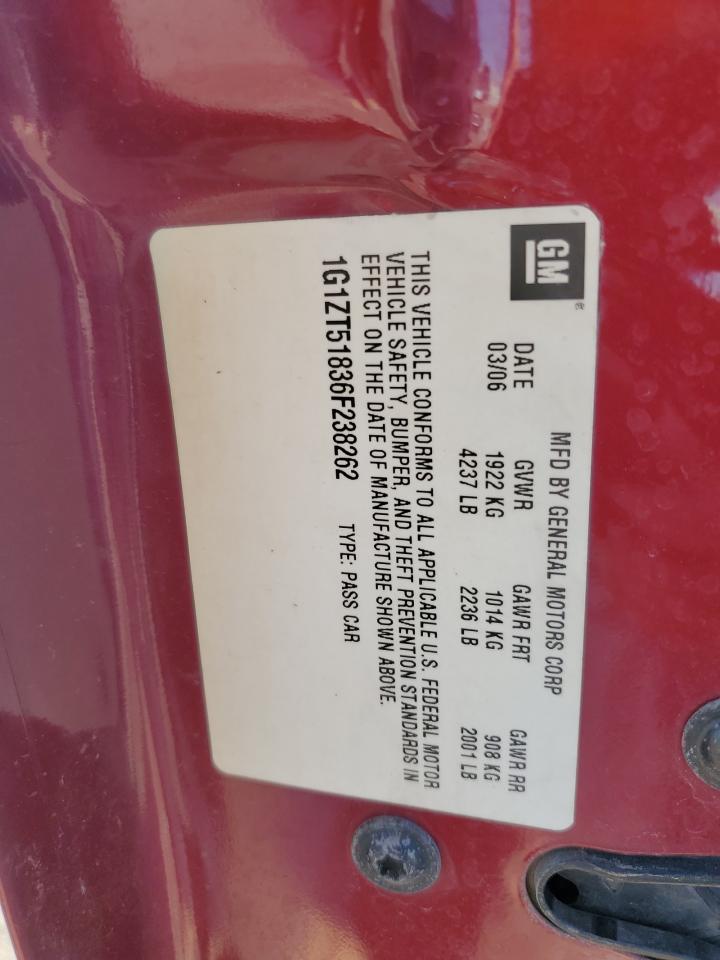 GM®
MFD BY GENERAL MOTORS CORP
DATE GVWR GAWR FRT GAWR RR
03/06 1922 KG 1014 KG 908 KG
4237 LB 2236 LB 2001 LB
THIS VEHICLE CONFORMS TO ALL APPLICABLE U.S. FEDERAL MOTOR
VEHICLE SAFETY, BUMPER, AND THEFT PREVENTION STANDARDS IN
EFFECT ON THE DATE OF MANUFACTURE SHOWN ABOVE.
1G1ZT51836F238262 TYPE: PASS CAR